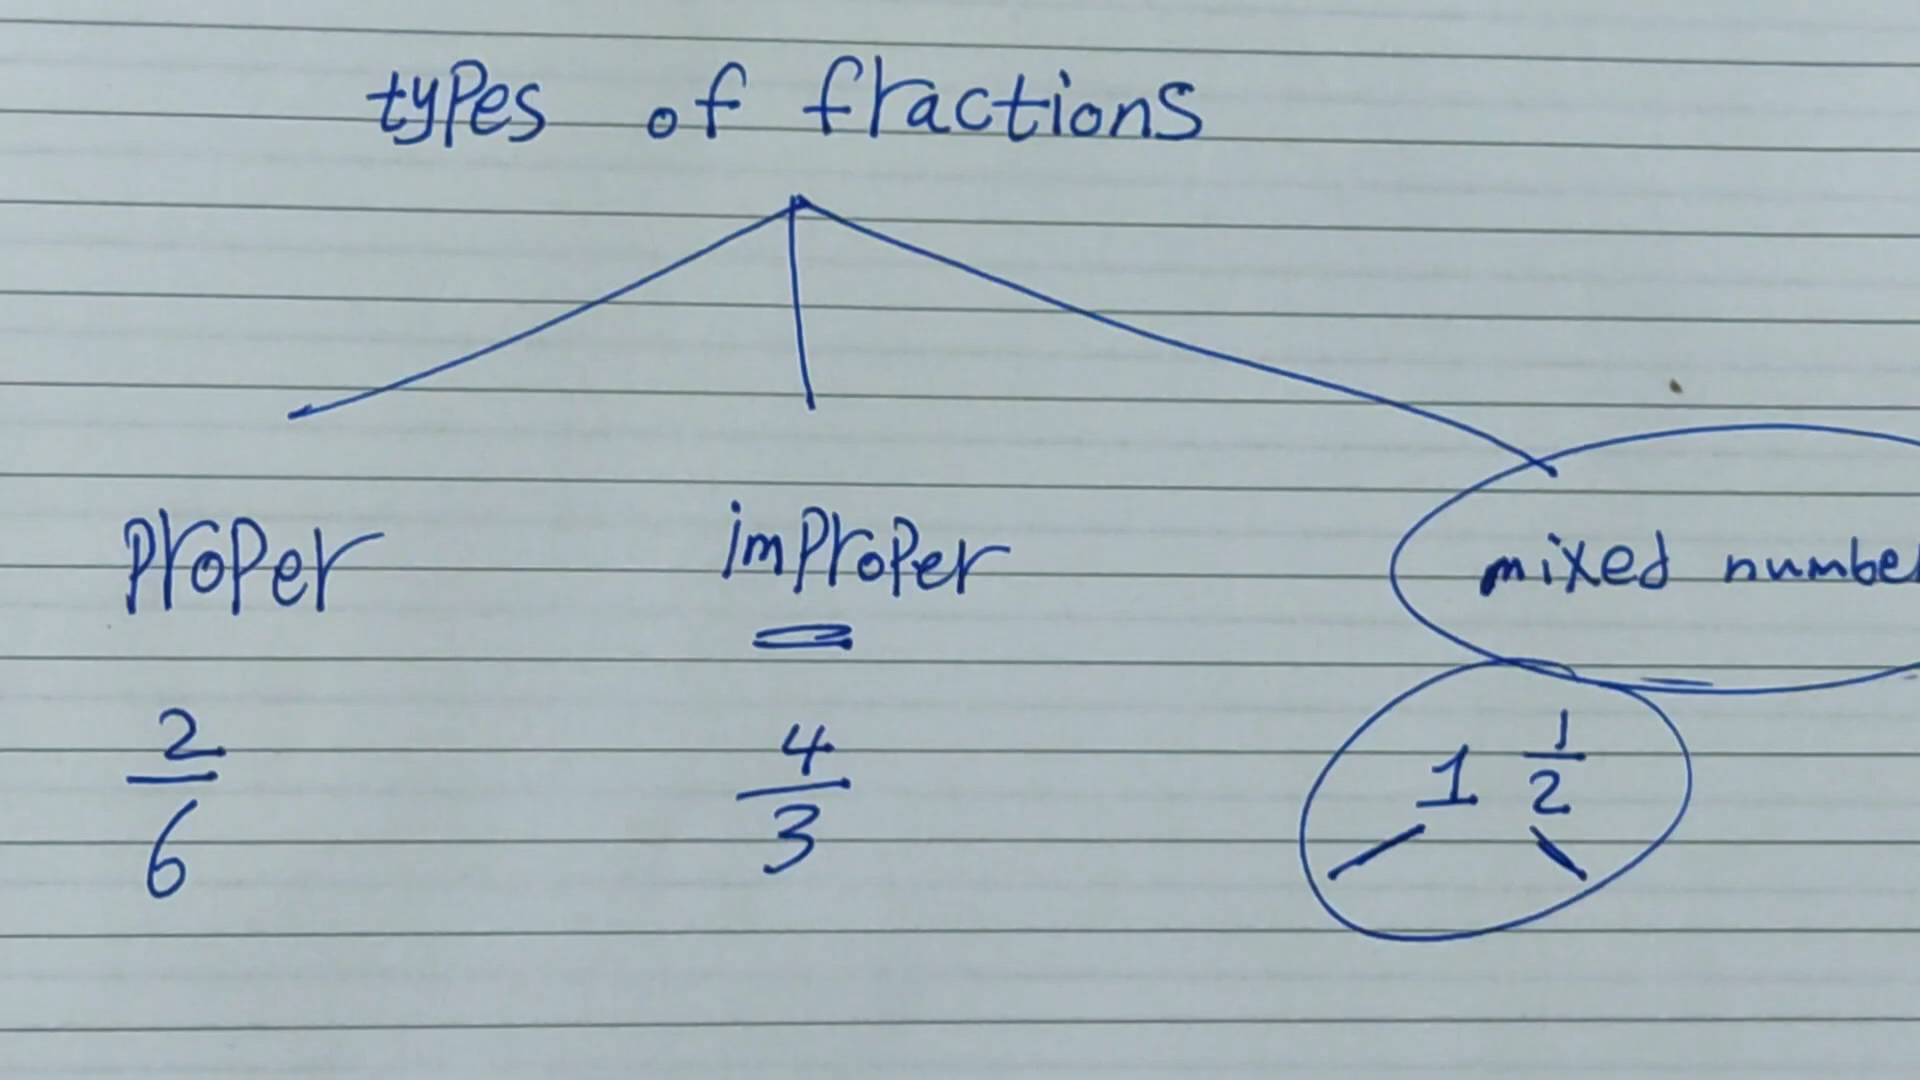 types of fractions
proper improper mixed number
2/6 4/3 1 1/2